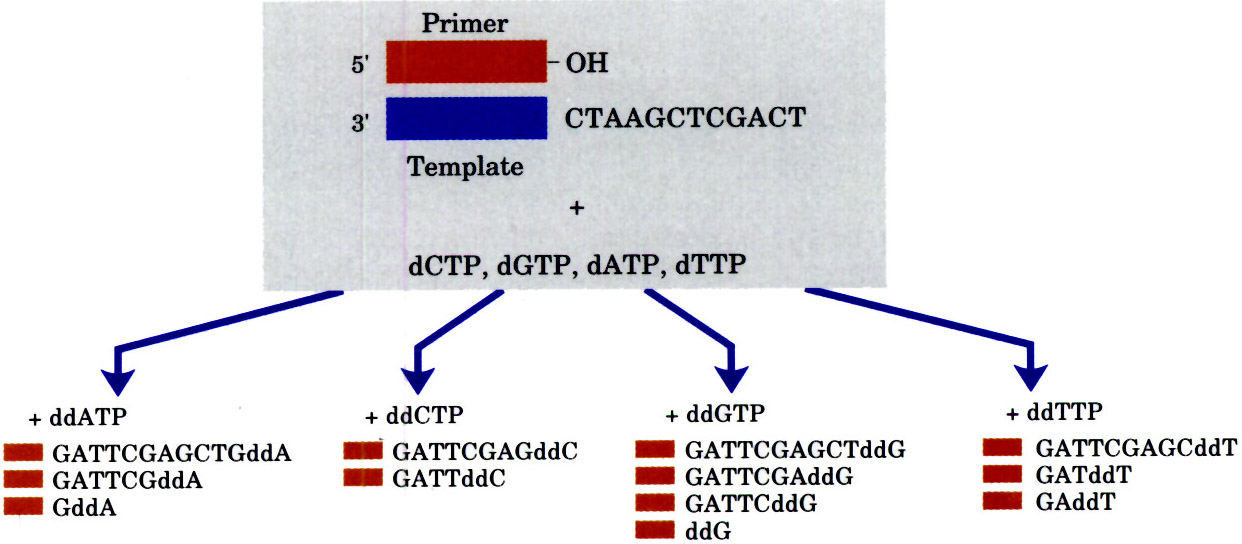 Primer
5' - OH
3' CTAAGCTCGACT
Template
+
dCTP, dGTP, dATP, dTTP
+ ddATP
GATTCGAGCTGddA
GATTCGddA
GddA
+ ddCTP
GATTCGAGddC
GATTddC
+ ddGTP
GATTCGAGCTddG
GATTCGAddG
GATTCddG
ddG
+ ddTTP
GATTCGAGCddT
GATddT
GAddT